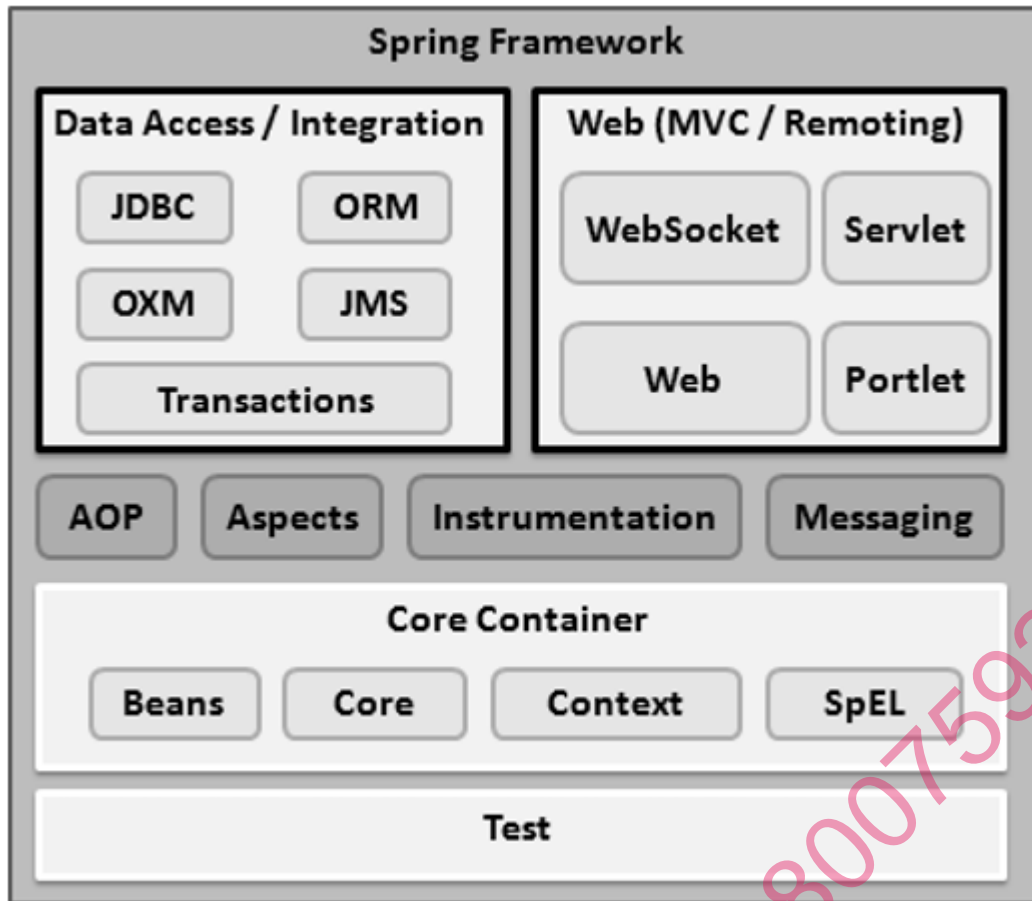 Spring Framework
Data Access / Integration
JDBC ORM
OXM JMS
Transactions
Web (MVC / Remoting)
WebSocket Servlet
Web Portlet
AOP Aspects Instrumentation Messaging
Core Container
Beans Core Context SpEL
Test